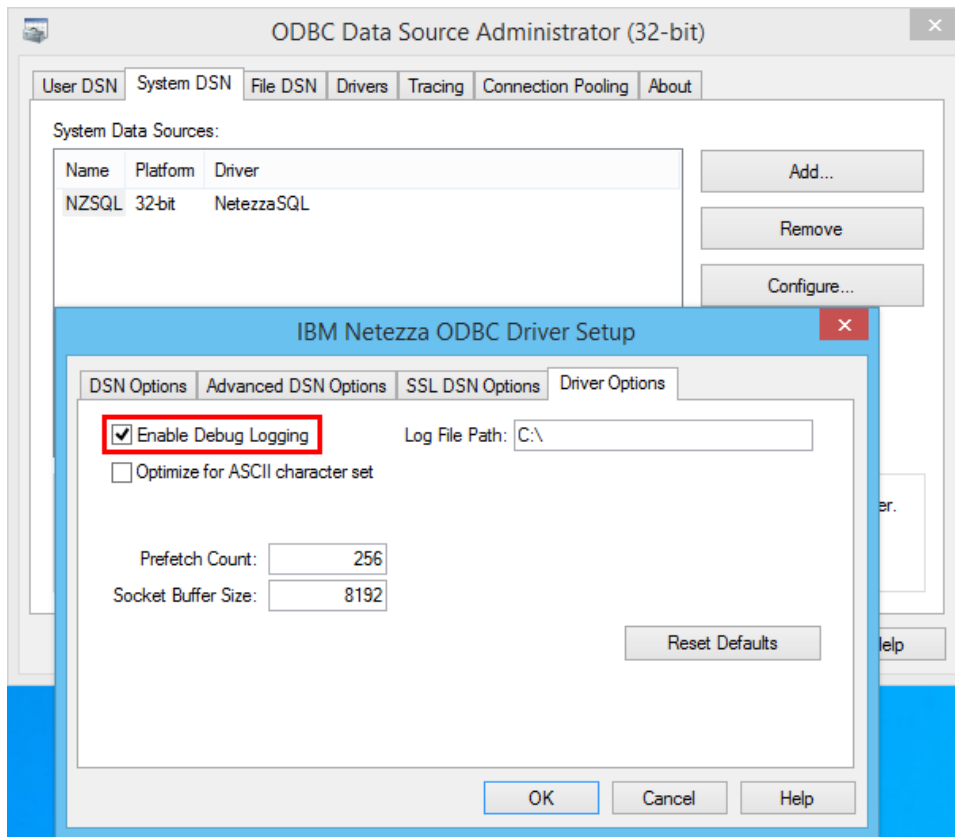 ODBC Data Source Administrator (32-bit)
User DSN System DSN File DSN Drivers Tracing Connection Pooling About
System Data Sources:
Name Platform Driver
Add...
NZSQL 32-bit NetezzaSQL
Remove
Configure...
IBM Netezza ODBC Driver Setup
DSN Options Advanced DSN Options SSL DSN Options Driver Options
Enable Debug Logging Log File Path: C:\
Optimize for ASCII character set
er.
Prefetch Count: 256
Socket Buffer Size: 8192
Reset Defaults
elp
OK Cancel Help